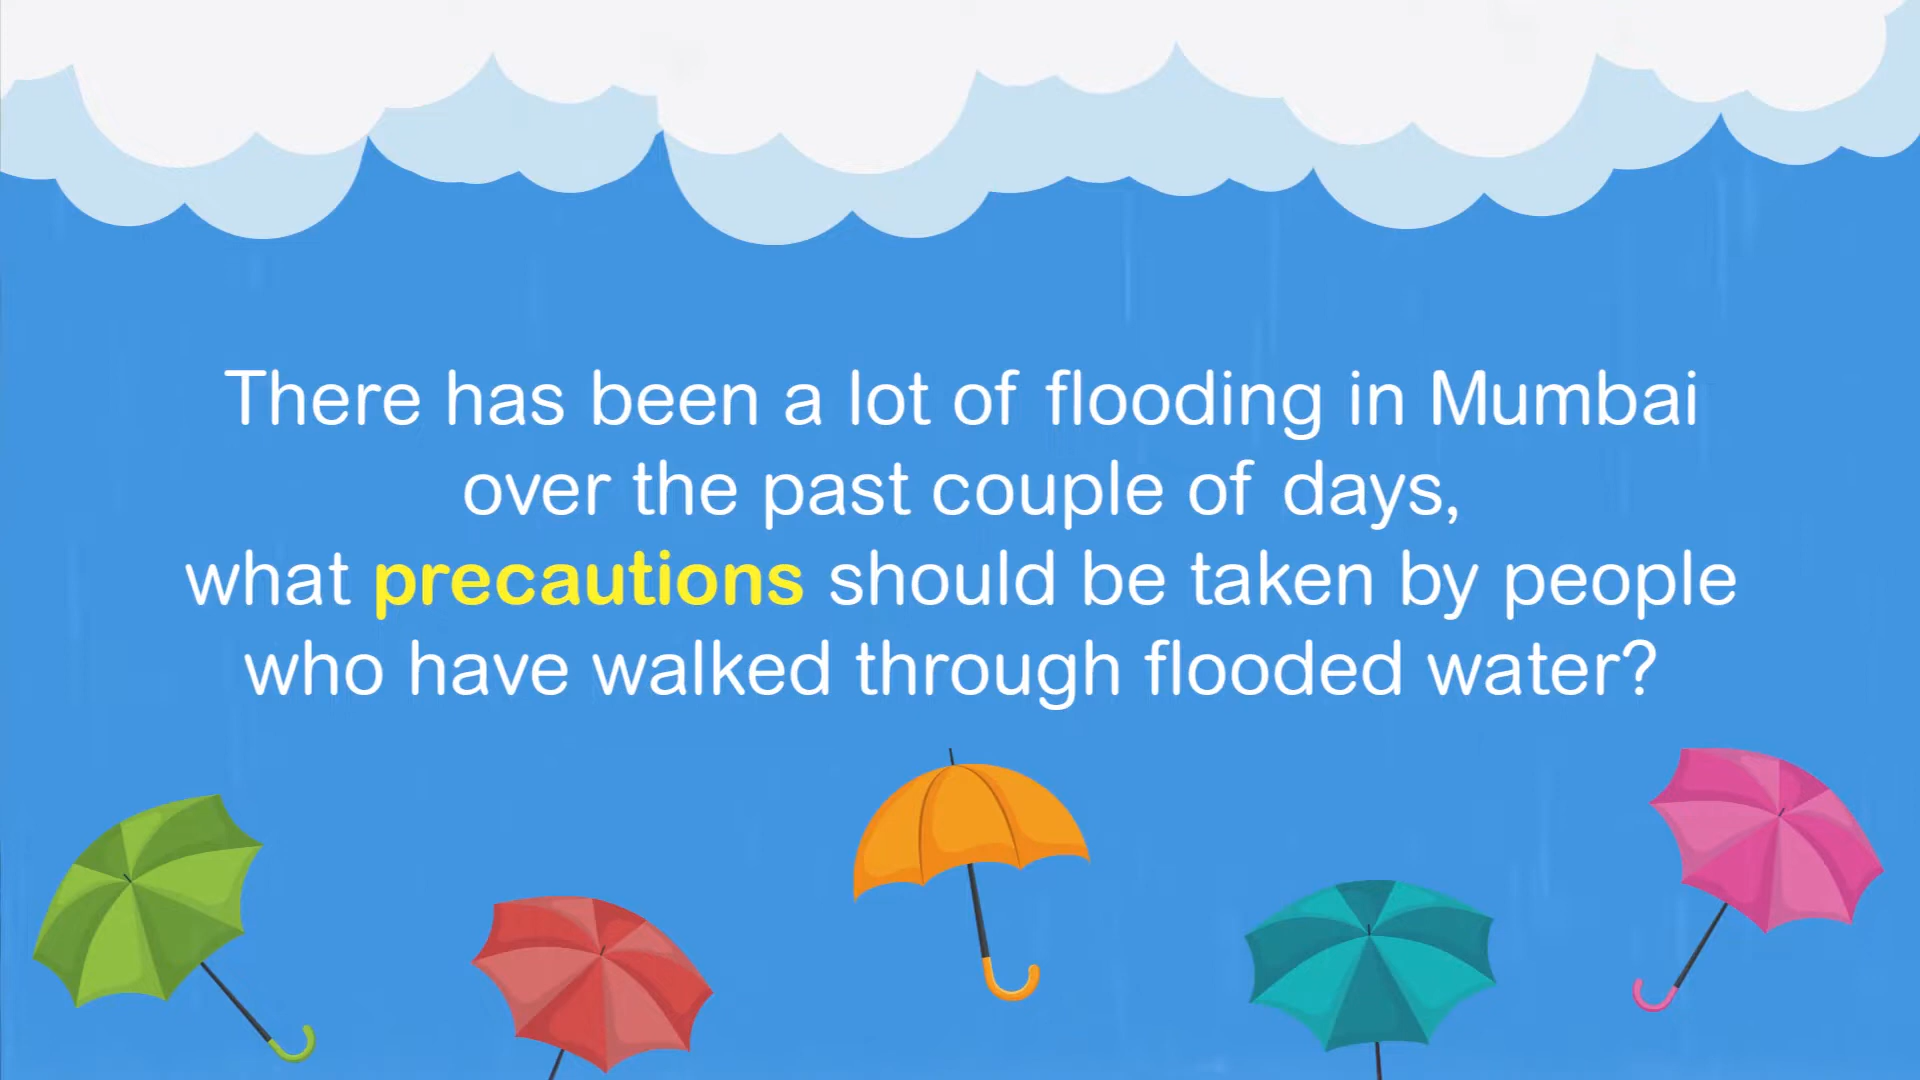 There has been a lot of flooding in Mumbai
over the past couple of days,
what precautions should be taken by people
who have walked through flooded water?